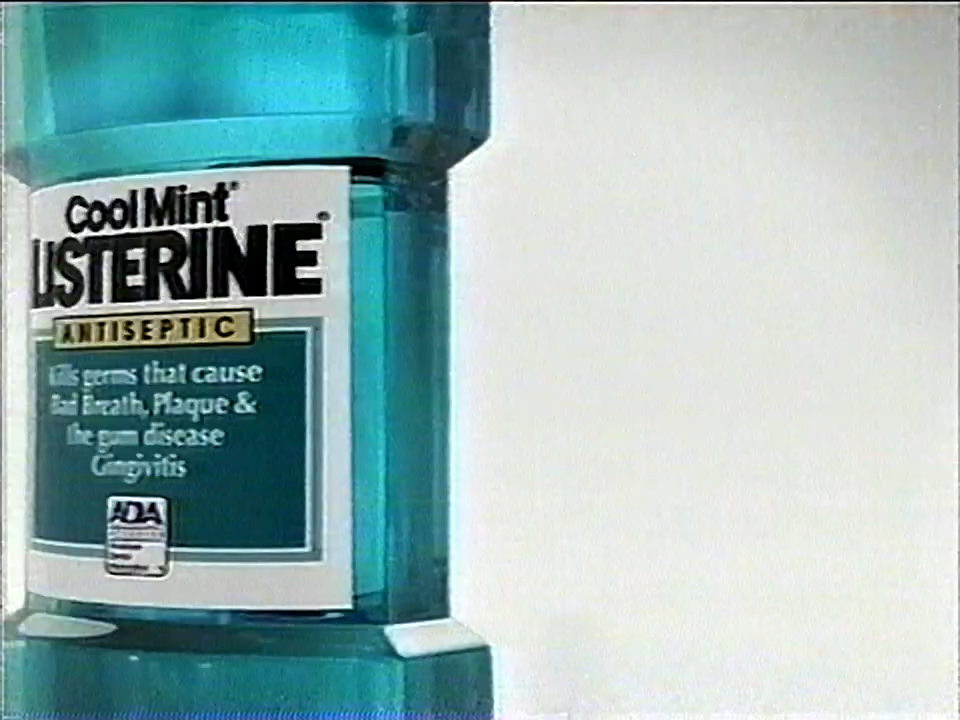 Cool Mint®
LISTERINE®
ANTISEPTIC
Kills germs that cause
Bad Breath, Plaque &
the gum disease
Gingivitis
ADA